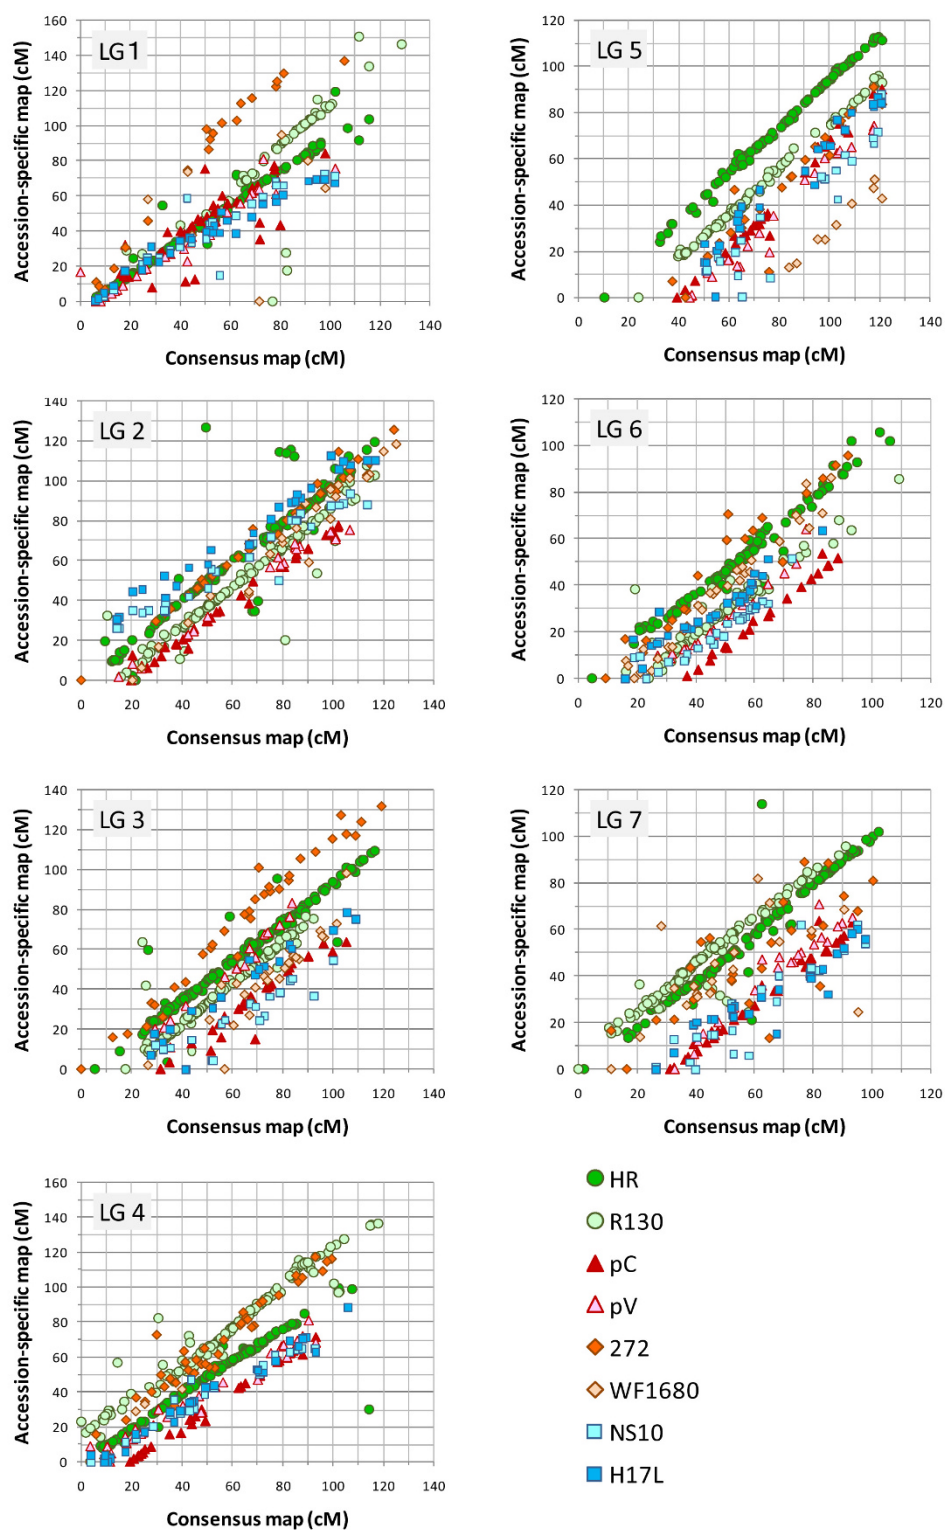 LG1
Accession-specific map (cM)
160
140
120
100
80
60
40
20
0
0 20 40 60 80 100 120 140
Consensus map (cM)
LG 5
Accession-specific map (cM)
120
100
80
60
40
20
0
0 20 40 60 80 100 120 140
Consensus map (cM)
LG 2
Accession-specific map (cM)
140
120
100
80
60
40
20
0
0 20 40 60 80 100 120 140
Consensus map (cM)
LG 6
Accession-specific map (cM)
120
100
80
60
40
20
0
0 20 40 60 80 100 120
Consensus map (cM)
LG 3
Accession-specific map (cM)
140
120
100
80
60
40
20
0
0 20 40 60 80 100 120 140
Consensus map (cM)
LG 7
Accession-specific map (cM)
120
100
80
60
40
20
0
0 20 40 60 80 100 120
Consensus map (cM)
LG 4
Accession-specific map (cM)
160
140
120
100
80
60
40
20
0
0 20 40 60 80 100 120 140
Consensus map (cM)
HR
R130
pC
pV
272
WF1680
NS10
H17L